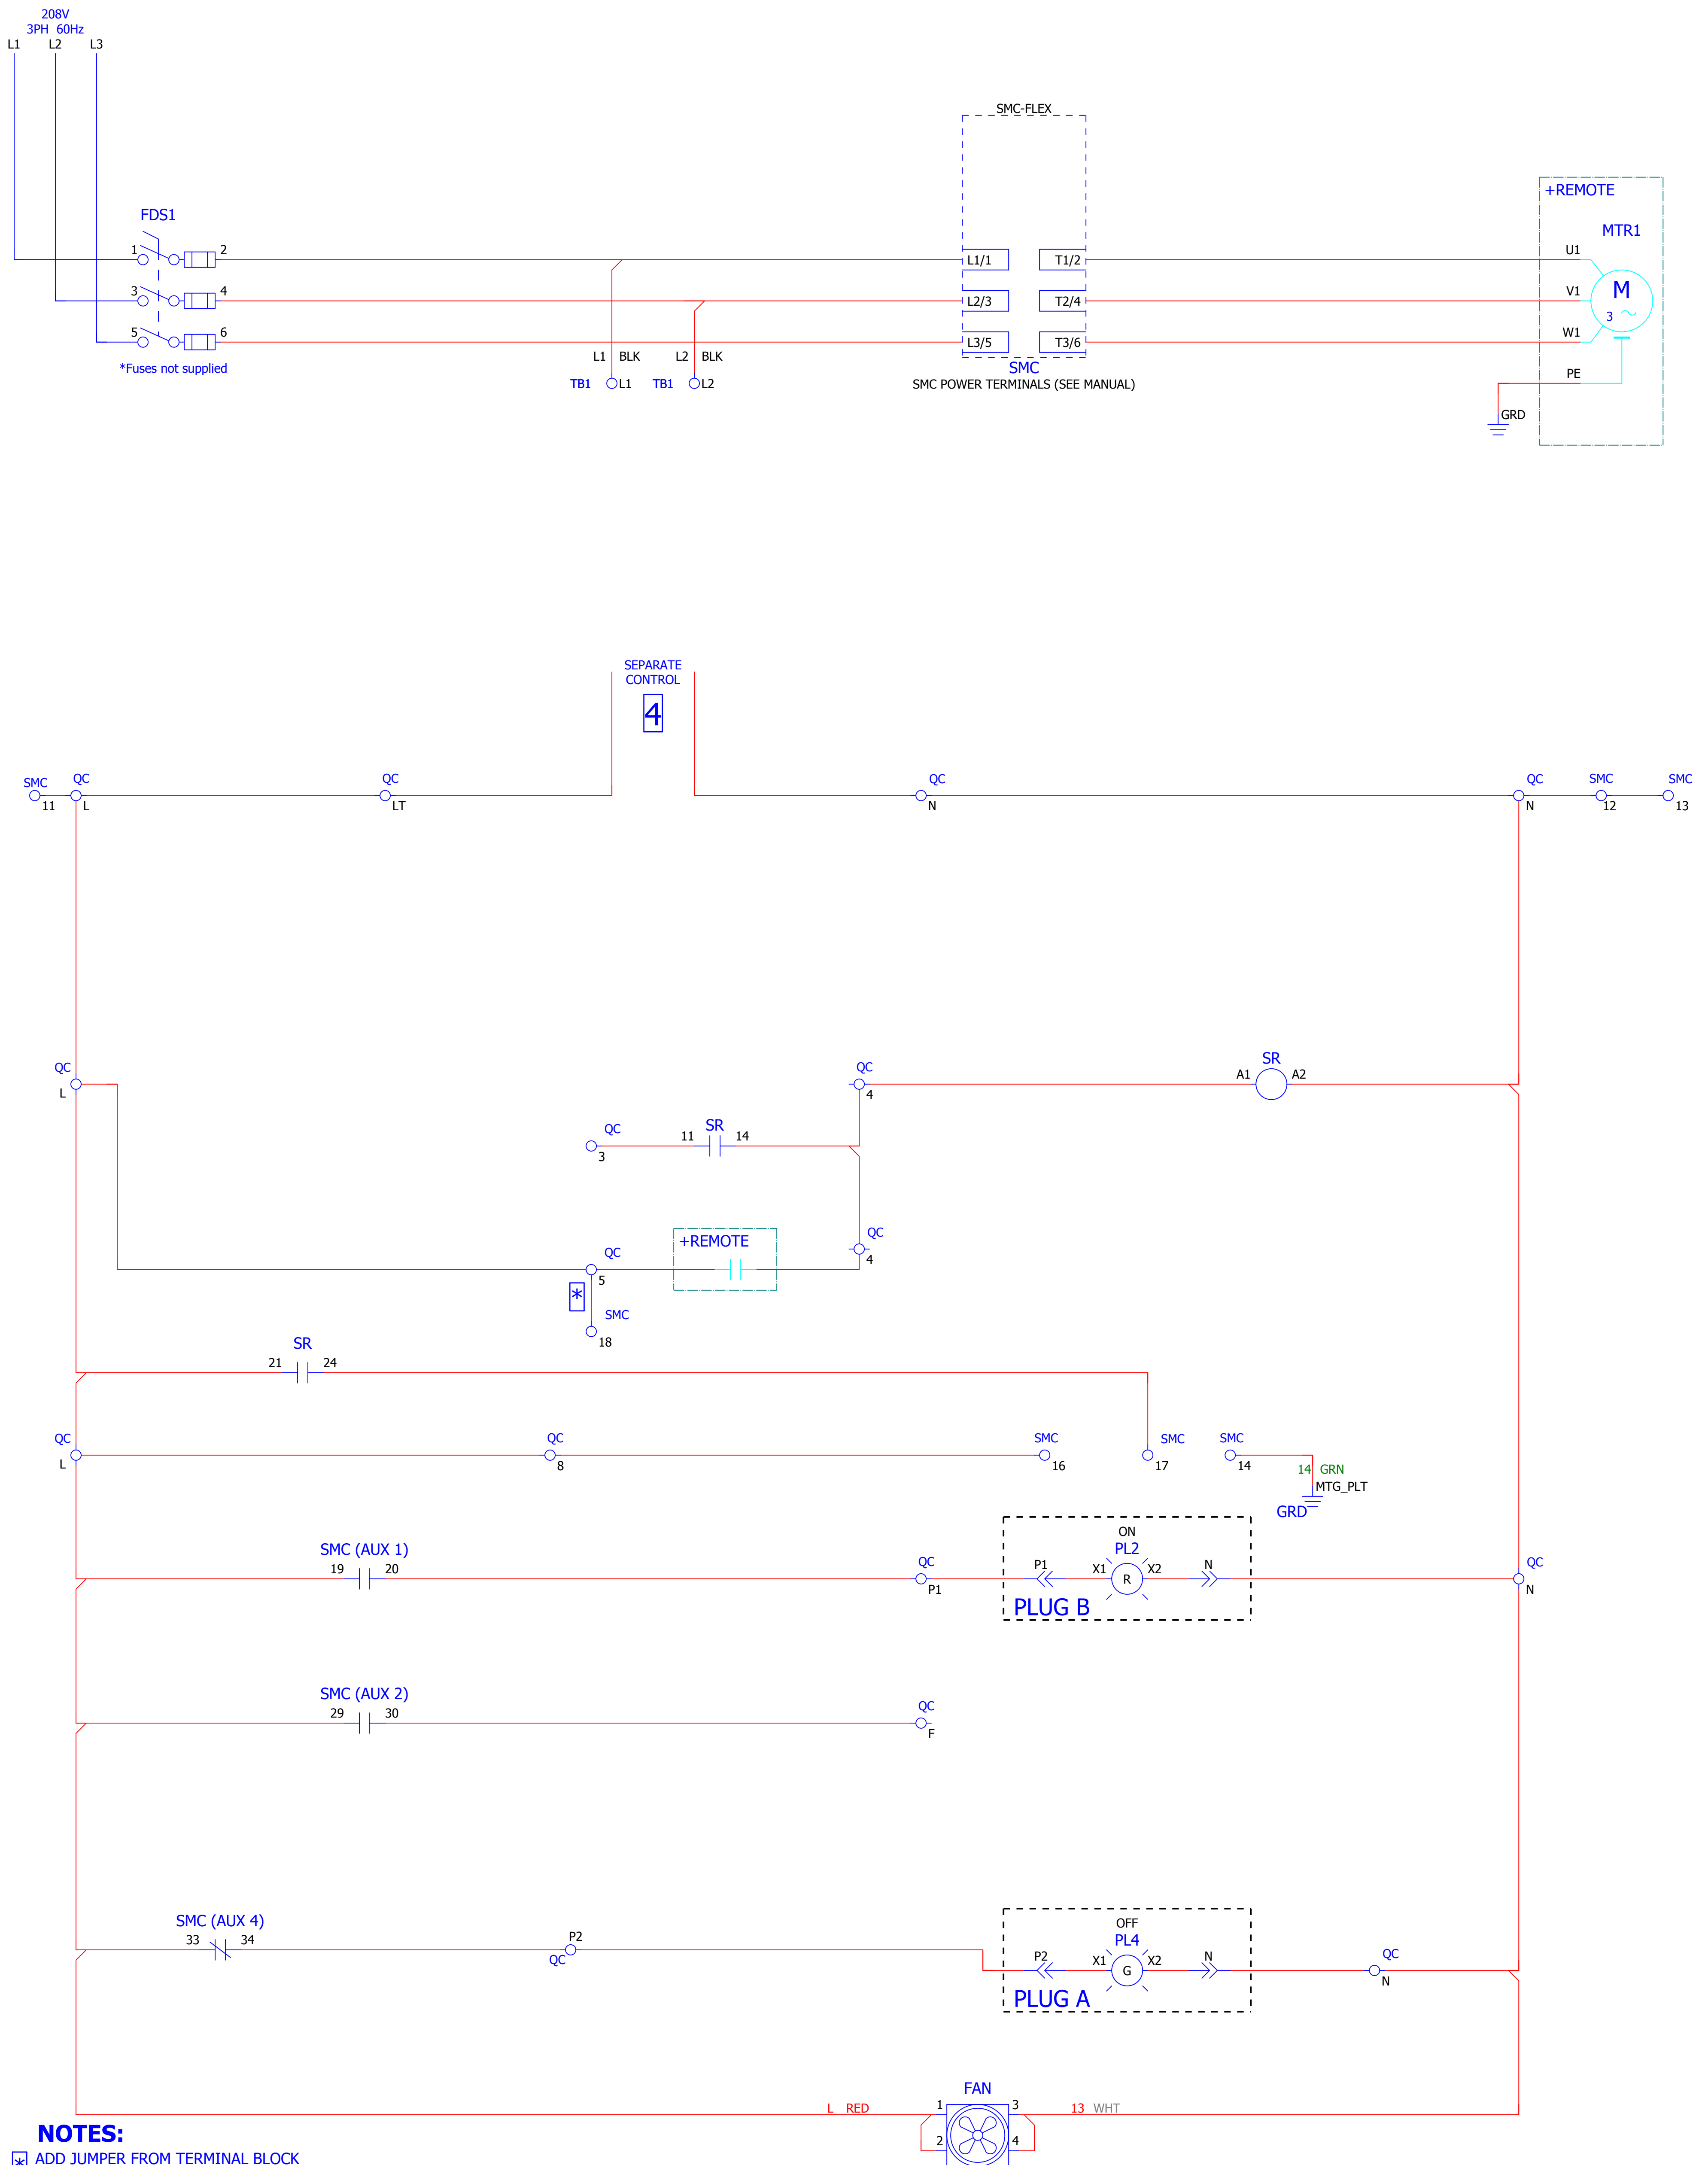 208V
3PH 60Hz
L1 L2 L3
SMC-FLEX
+REMOTE
MTR1
FDS1
1 2
L1/1 T1/2
U1
3 4
L2/3 T2/4
V1
M
3
5 6
L3/5 T3/6
W1
*Fuses not supplied
L1 BLK L2 BLK
TB1 L1 TB1 L2
SMC
SMC POWER TERMINALS (SEE MANUAL)
PE
GRD
SEPARATE
CONTROL
4
SMC QC QC QC QC SMC SMC
11 L LT N N 12 13
QC QC SR
L 4 A1 A2
QC SR
3 11 14
QC
4
+REMOTE
QC
5
*
SMC
18
SR
21 24
QC QC SMC SMC SMC
L 8 16 17 14
14 GRN
MTG_PLT
GRD
SMC (AUX 1)
19 20
QC
P1
ON
PL2
P1 X1 R X2 N
PLUG B
QC
N
SMC (AUX 2)
29 30
QC
F
SMC (AUX 4)
33 34
P2
QC
OFF
PL4
P2 X1 G X2 N
PLUG A
QC
N
FAN
L RED 1 3 13 WHT
2 4
NOTES:
* ADD JUMPER FROM TERMINAL BLOCK